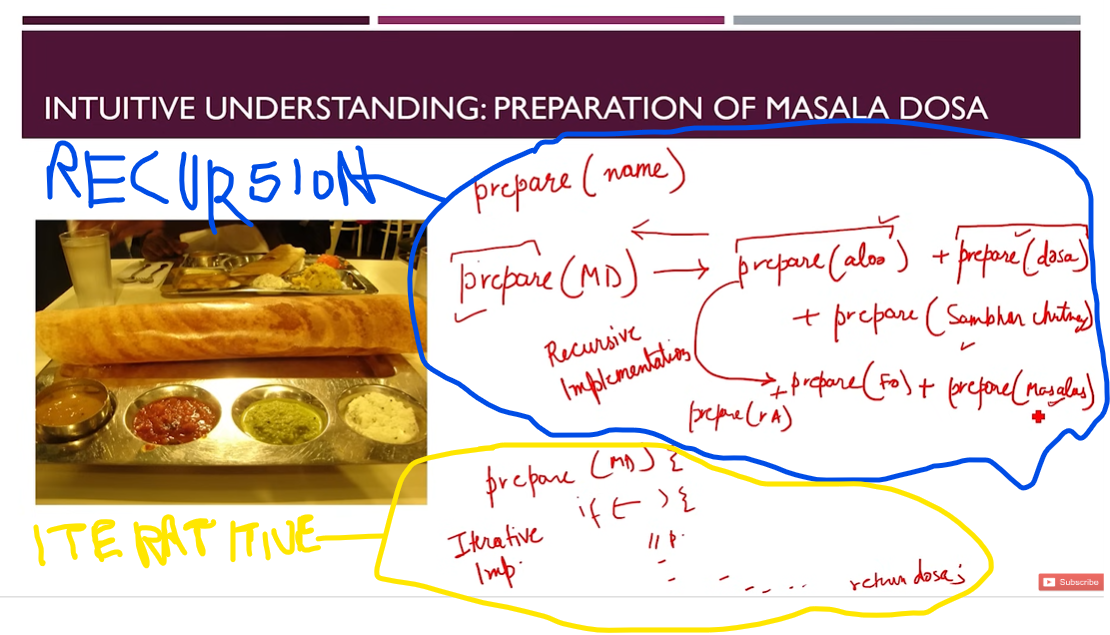 INTUITIVE UNDERSTANDING: PREPARATION OF MASALA DOSA
RECURSION
prepare (name)
prepare (MD) → prepare (aloo) + prepare (dosa)
+ prepare (Sambhar chutney)
Recursive
Implementation
+ prepare (FO) + prepare (Masalas)
prepare (rA)
prepare (MD) {
if (—) {
ITERATITIVE
Iterative
Imp.
// p.
return dosa;
Subscribe